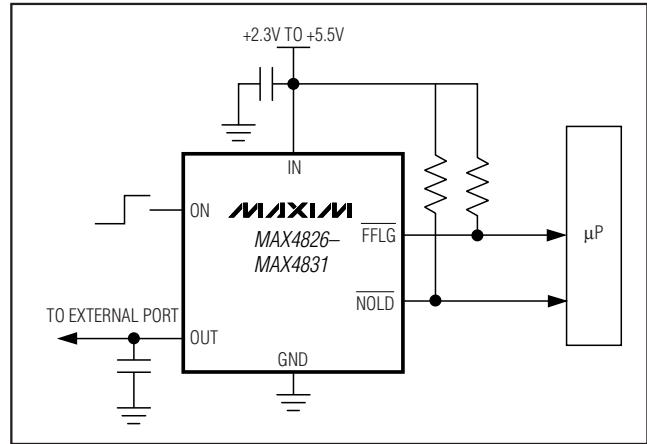 +2.3V TO +5.5V
IN
ON
MAXIM
MAX4826–
MAX4831
FFLG
μP
NOLD
TO EXTERNAL PORT
OUT
GND